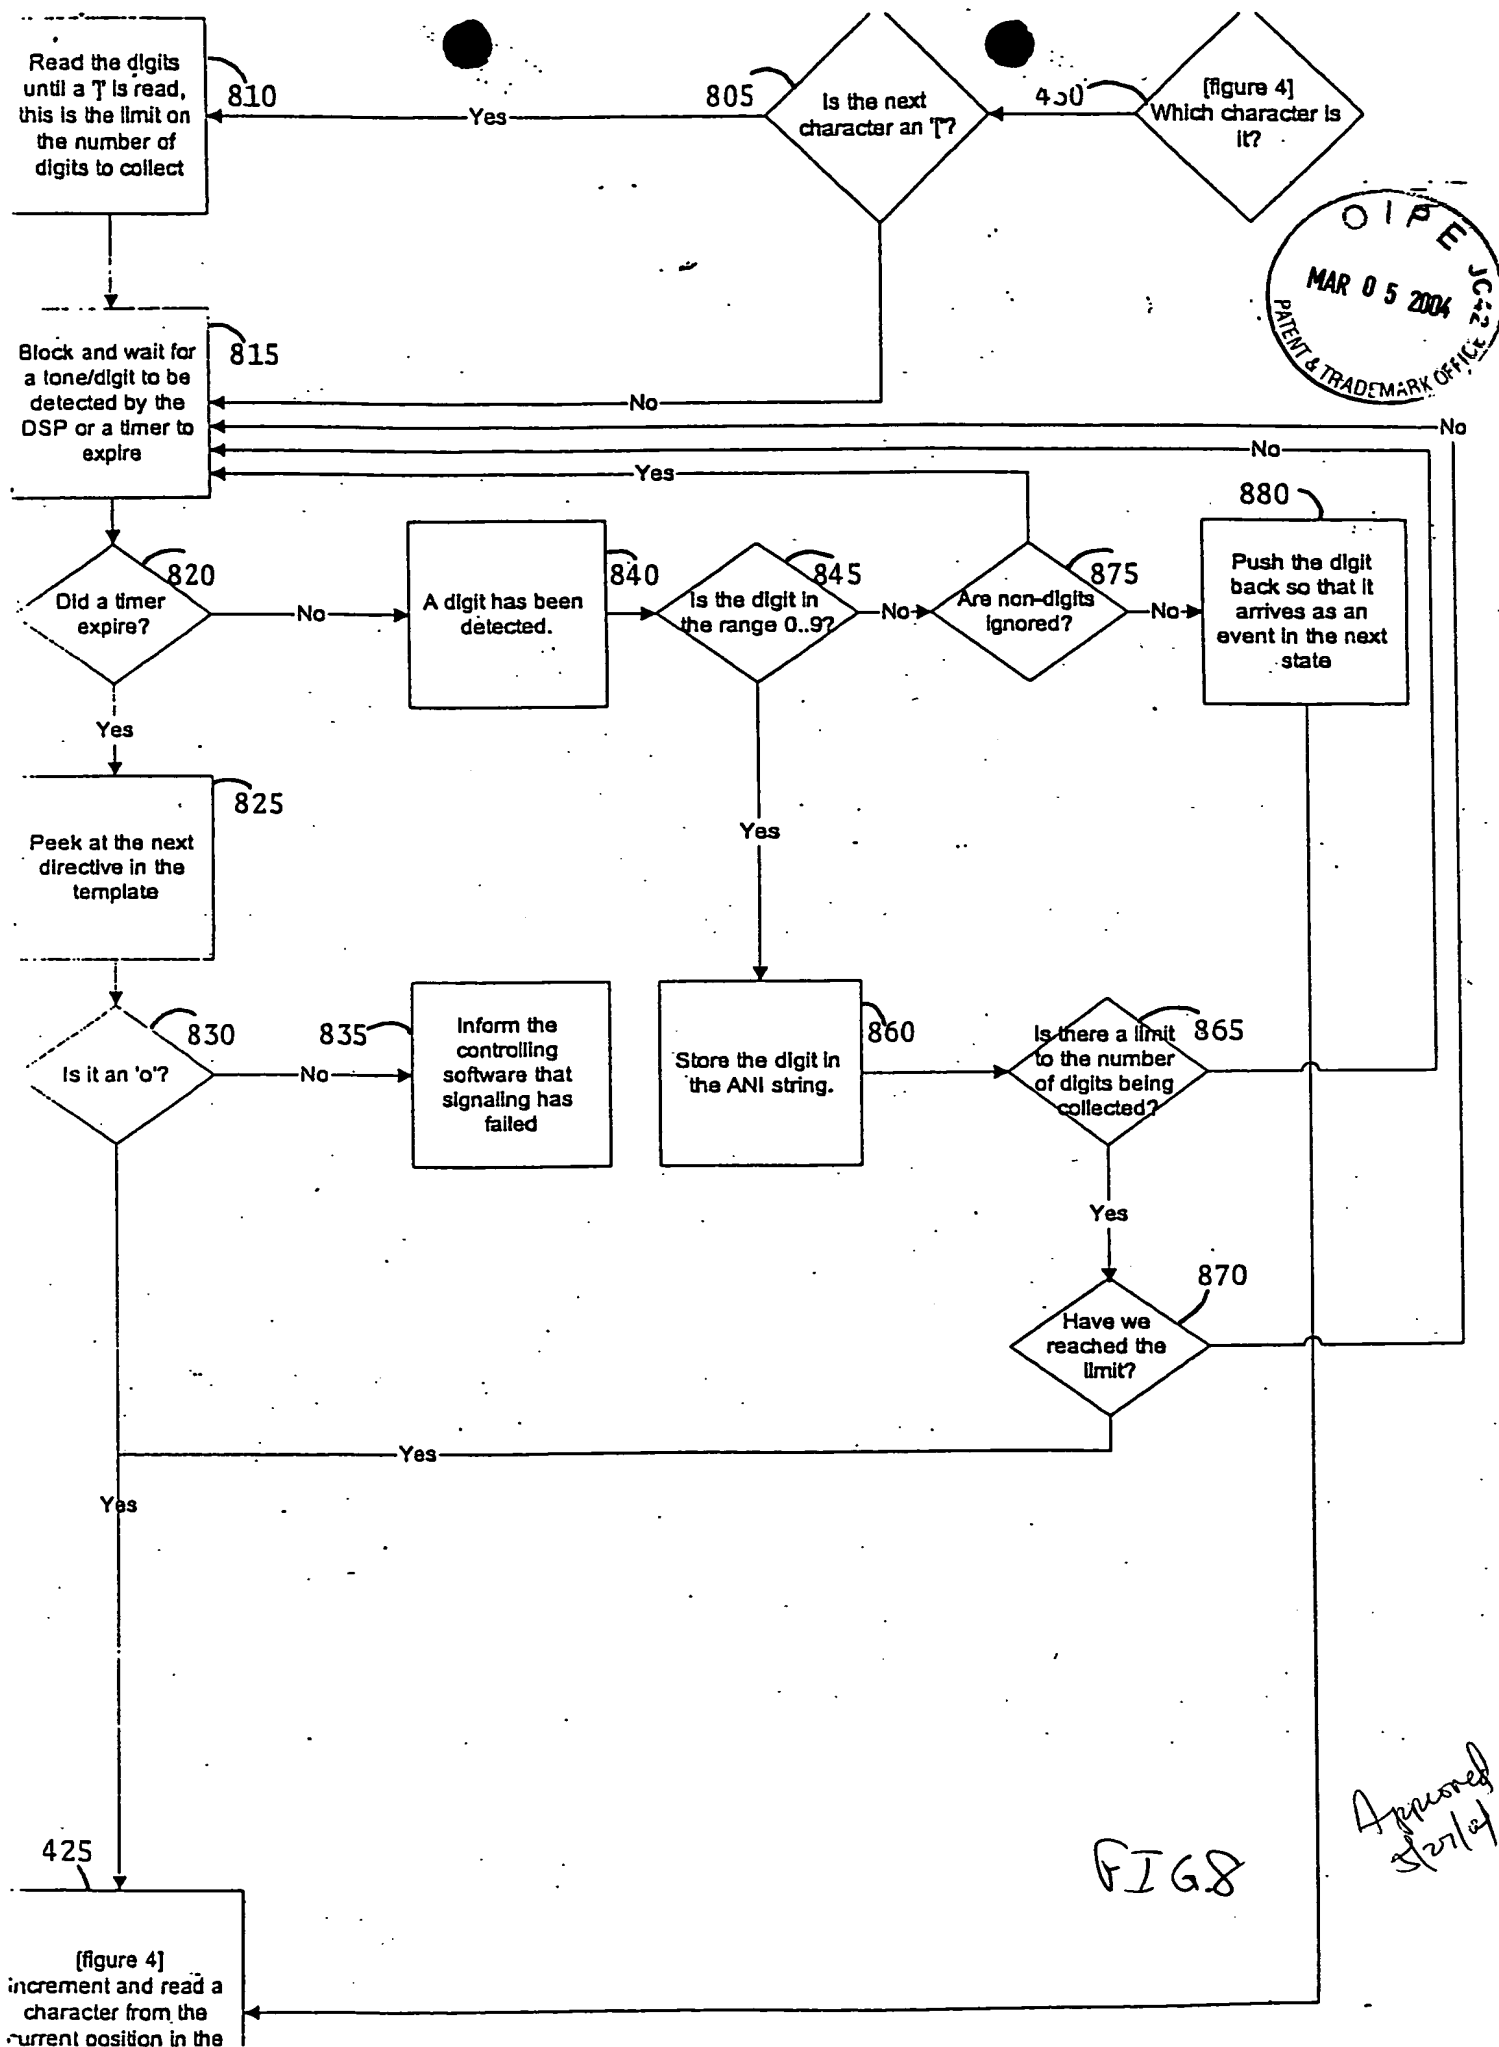 Read the digits
until a ']' is read,
this is the limit on
the number of
digits to collect
810
Yes
805
Is the next
character an '['?
430
[figure 4]
Which character is
it?
OIPE JC42
MAR 05 2004
PATENT & TRADEMARK OFFICE
Block and wait for
a tone/digit to be
detected by the
DSP or a timer to
expire
815
No
No
No
Yes
Did a timer
expire?
820
No
A digit has been
detected.
840
Is the digit in
the range 0..9?
845
No
Are non-digits
ignored?
875
No
880
Push the digit
back so that it
arrives as an
event in the next
state
Yes
825
Peek at the next
directive in the
template
Yes
Is it an 'o'?
830
No
835
Inform the
controlling
software that
signaling has
failed
Store the digit in
the ANI string.
860
Is there a limit
to the number
of digits being
collected?
865
Yes
870
Have we
reached the
limit?
Yes
Yes
425
[figure 4]
increment and read a
character from the
current position in the
FIG 8
Approved